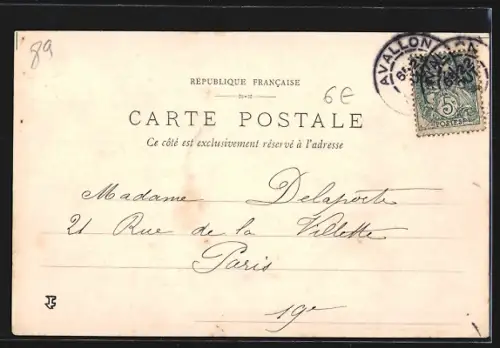 89
AVALLON
RÉPUBLIQUE FRANÇAISE
6€
5
CARTE POSTALE
Ce côté est exclusivement réservé à l'adresse
Madame Delaporte
21 Rue de la Villette
Paris
19e